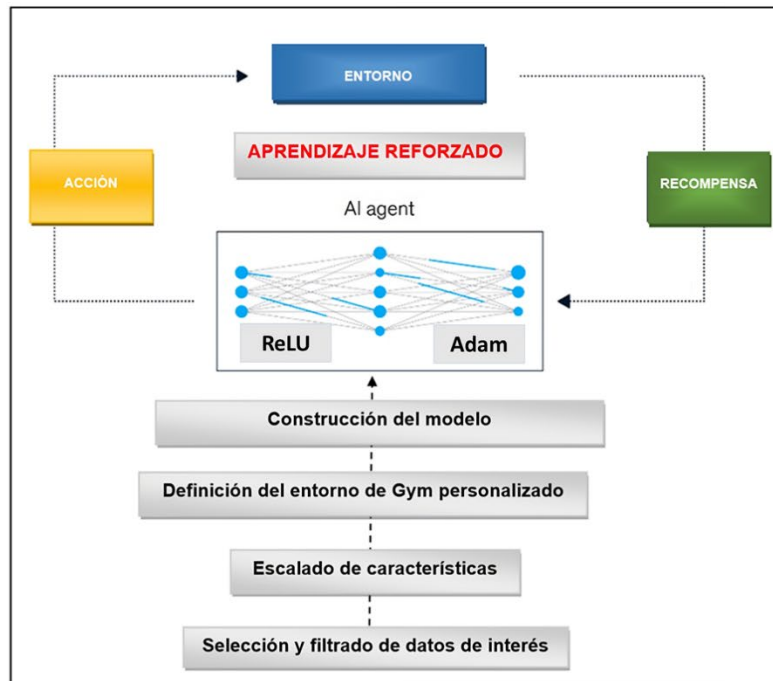 ENTORNO
APRENDIZAJE REFORZADO
ACCIÓN
RECOMPENSA
AI agent
ReLU
Adam
Construcción del modelo
Definición del entorno de Gym personalizado
Escalado de características
Selección y filtrado de datos de interés